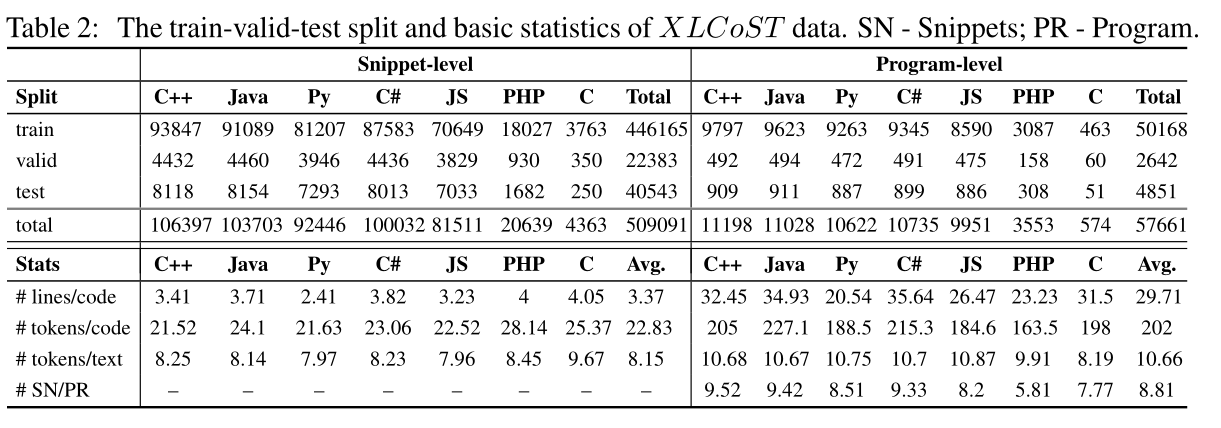 Table 2: The train-valid-test split and basic statistics of XLCoST data. SN - Snippets; PR - Program.
Snippet-level Program-level
Split C++ Java Py C# JS PHP C Total C++ Java Py C# JS PHP C Total
train 93847 91089 81207 87583 70649 18027 3763 446165 9797 9623 9263 9345 8590 3087 463 50168
valid 4432 4460 3946 4436 3829 930 350 22383 492 494 472 491 475 158 60 2642
test 8118 8154 7293 8013 7033 1682 250 40543 909 911 887 899 886 308 51 4851
total 106397 103703 92446 100032 81511 20639 4363 509091 11198 11028 10622 10735 9951 3553 574 57661
Stats C++ Java Py C# JS PHP C Avg. C++ Java Py C# JS PHP C Avg.
# lines/code 3.41 3.71 2.41 3.82 3.23 4 4.05 3.37 32.45 34.93 20.54 35.64 26.47 23.23 31.5 29.71
# tokens/code 21.52 24.1 21.63 23.06 22.52 28.14 25.37 22.83 205 227.1 188.5 215.3 184.6 163.5 198 202
# tokens/text 8.25 8.14 7.97 8.23 7.96 8.45 9.67 8.15 10.68 10.67 10.75 10.7 10.87 9.91 8.19 10.66
# SN/PR – – – – – – – – 9.52 9.42 8.51 9.33 8.2 5.81 7.77 8.81